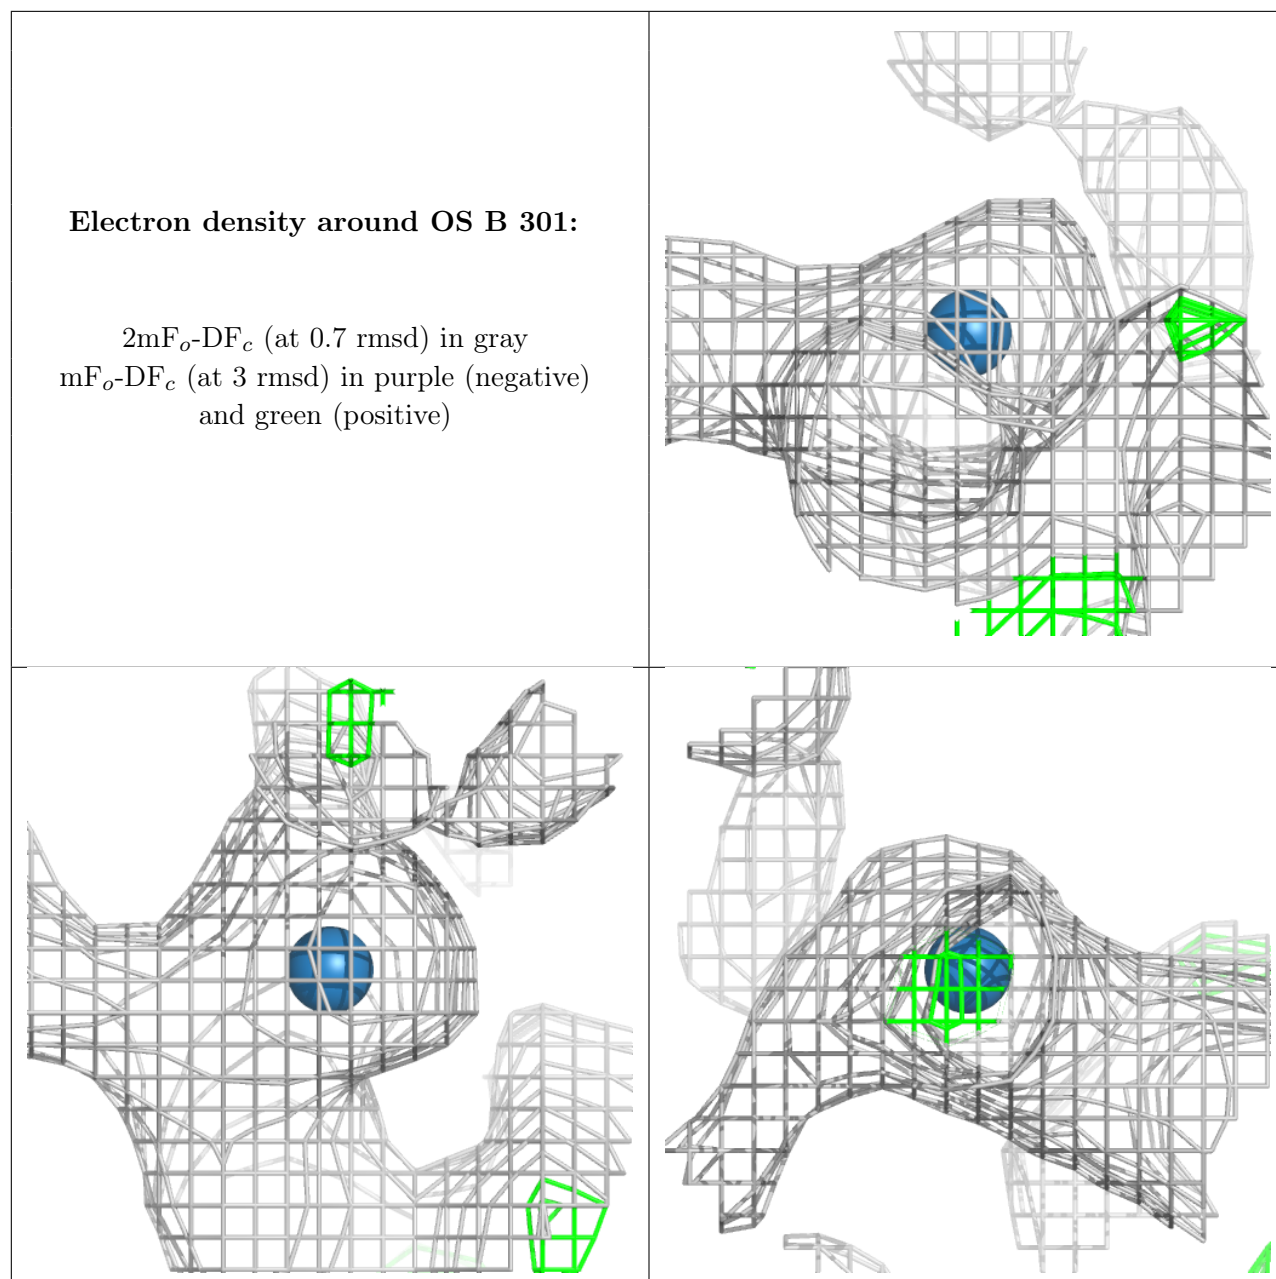 Electron density around OS B 301:
2mFo-DFc (at 0.7 rmsd) in gray
mFo-DFc (at 3 rmsd) in purple (negative)
and green (positive)